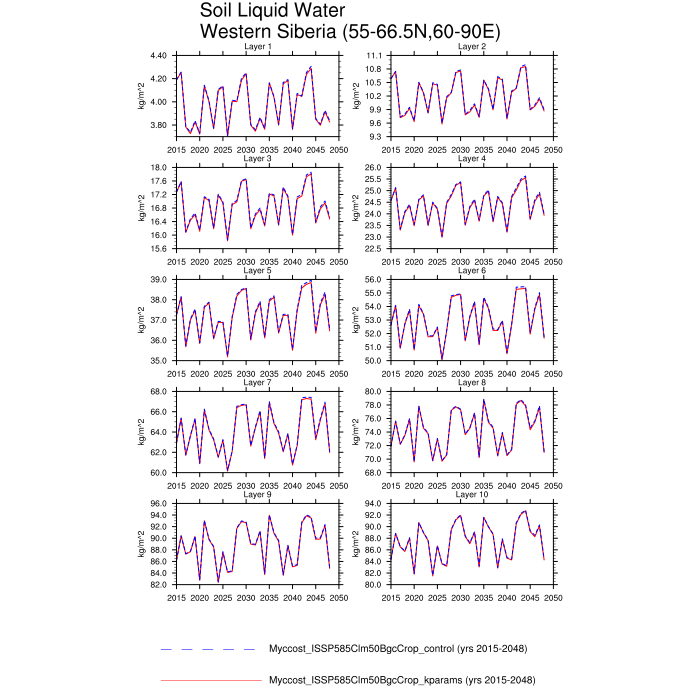 Soil Liquid Water
Western Siberia (55-66.5N,60-90E)
Layer 1
Layer 2
4.40
4.20
4.00
3.80
kg/m^2
2015 2020 2025 2030 2035 2040 2045 2050
11.1
10.8
10.5
10.2
9.9
9.6
9.3
kg/m^2
2015 2020 2025 2030 2035 2040 2045 2050
Layer 3
Layer 4
18.0
17.6
17.2
16.8
16.4
16.0
15.6
kg/m^2
2015 2020 2025 2030 2035 2040 2045 2050
26.0
25.5
25.0
24.5
24.0
23.5
23.0
22.5
kg/m^2
2015 2020 2025 2030 2035 2040 2045 2050
Layer 5
Layer 6
39.0
38.0
37.0
36.0
35.0
kg/m^2
2015 2020 2025 2030 2035 2040 2045 2050
56.0
55.0
54.0
53.0
52.0
51.0
50.0
kg/m^2
2015 2020 2025 2030 2035 2040 2045 2050
Layer 7
Layer 8
68.0
66.0
64.0
62.0
60.0
kg/m^2
2015 2020 2025 2030 2035 2040 2045 2050
80.0
78.0
76.0
74.0
72.0
70.0
68.0
kg/m^2
2015 2020 2025 2030 2035 2040 2045 2050
Layer 9
Layer 10
96.0
94.0
92.0
90.0
88.0
86.0
84.0
82.0
kg/m^2
2015 2020 2025 2030 2035 2040 2045 2050
94.0
92.0
90.0
88.0
86.0
84.0
82.0
80.0
kg/m^2
2015 2020 2025 2030 2035 2040 2045 2050
Myccost_ISSP585Clm50BgcCrop_control (yrs 2015-2048)
Myccost_ISSP585Clm50BgcCrop_kparams (yrs 2015-2048)